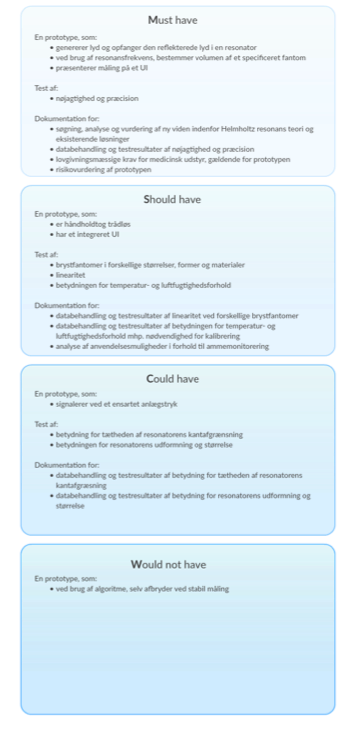 Must have
En prototype, som:
• genererer lyd og opfanger den reflekterede lyd i en resonator
• ved brug af resonansfrekvens, bestemmer volumen af et specificeret fantom
• præsenterer måling på et UI
Test af:
• nøjagtighed og præcision
Dokumentation for:
• søgning, analyse og vurdering af ny viden indenfor Helmholtz resonans teori og
eksisterende løsninger
• databehandling og testresultater af nøjagtighed og præcision
• lovgivningsmæssige krav for medicinsk udstyr, gældende for prototypen
• risikovurdering af prototypen
Should have
En prototype, som:
• er håndholdtog trådløs
• har et integreret UI
Test af:
• brystfantomer i forskellige størrelser, former og materialer
• linearitet
• betydningen for temperatur- og luftfugtighedsforhold
Dokumentation for:
• databehandling og testresultater af linearitet ved forskellige brystfantomer
• databehandling og testresultater af betydningen for temperatur- og
luftfugtighedsforhold mhp. nødvendighed for kalibrering
• analyse af anvendelsesmuligheder i forhold til ammemonitorering
Could have
En prototype, som:
• signalerer ved et ensartet anlægstryk
Test af:
• betydning for tætheden af resonatorens kantafgrænsning
• betydningen for resonatorens udformning og størrelse
Dokumentation for:
• databehandling og testresultater af betydning for tætheden af resonatorens
kantafgræsning
• databehandling og testresultater af betydning for resonatorens udformning og
størrelse
Would not have
En prototype, som:
• ved brug af algoritme, selv afbryder ved stabil måling